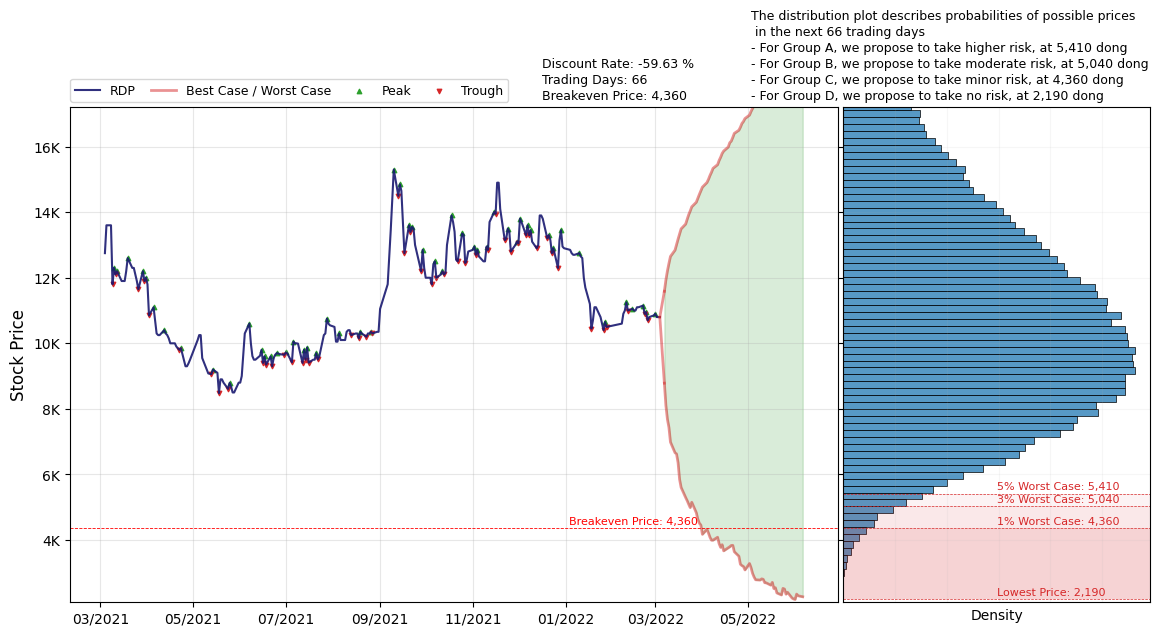 The distribution plot describes probabilities of possible prices
in the next 66 trading days
- For Group A, we propose to take higher risk, at 5,410 dong
- For Group B, we propose to take moderate risk, at 5,040 dong
- For Group C, we propose to take minor risk, at 4,360 dong
- For Group D, we propose to take no risk, at 2,190 dong
Discount Rate: -59.63 %
Trading Days: 66
Breakeven Price: 4,360
RDP Best Case / Worst Case Peak Trough
Stock Price
16K
14K
12K
10K
8K
6K
4K
Breakeven Price: 4,360
03/2021 05/2021 07/2021 09/2021 11/2021 01/2022 03/2022 05/2022
5% Worst Case: 5,410
3% Worst Case: 5,040
1% Worst Case: 4,360
Lowest Price: 2,190
Density